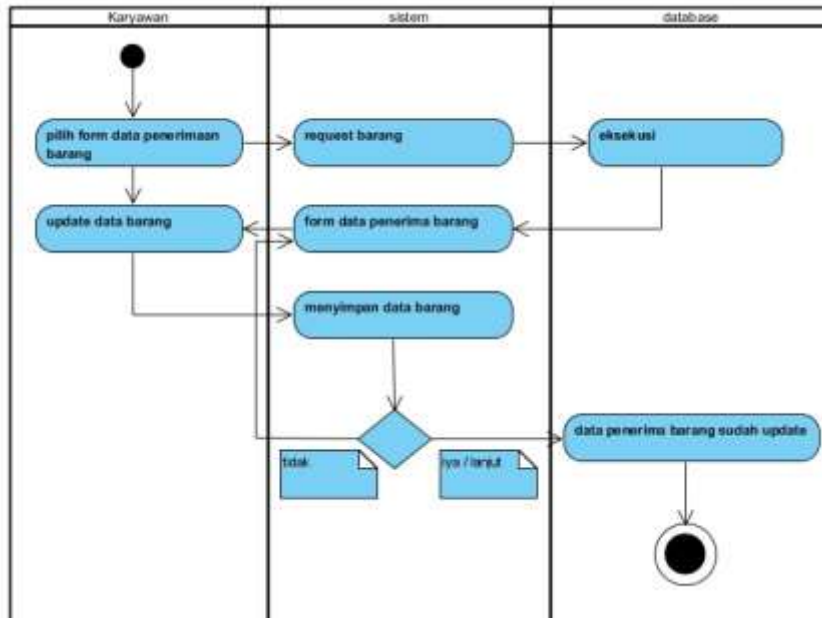 Karyawan
sistem
database
pilih form data penerimaan
barang
request barang
eksekusi
update data barang
form data penerima barang
menyimpan data barang
data penerima barang sudah update
tidak
iya / lanjut